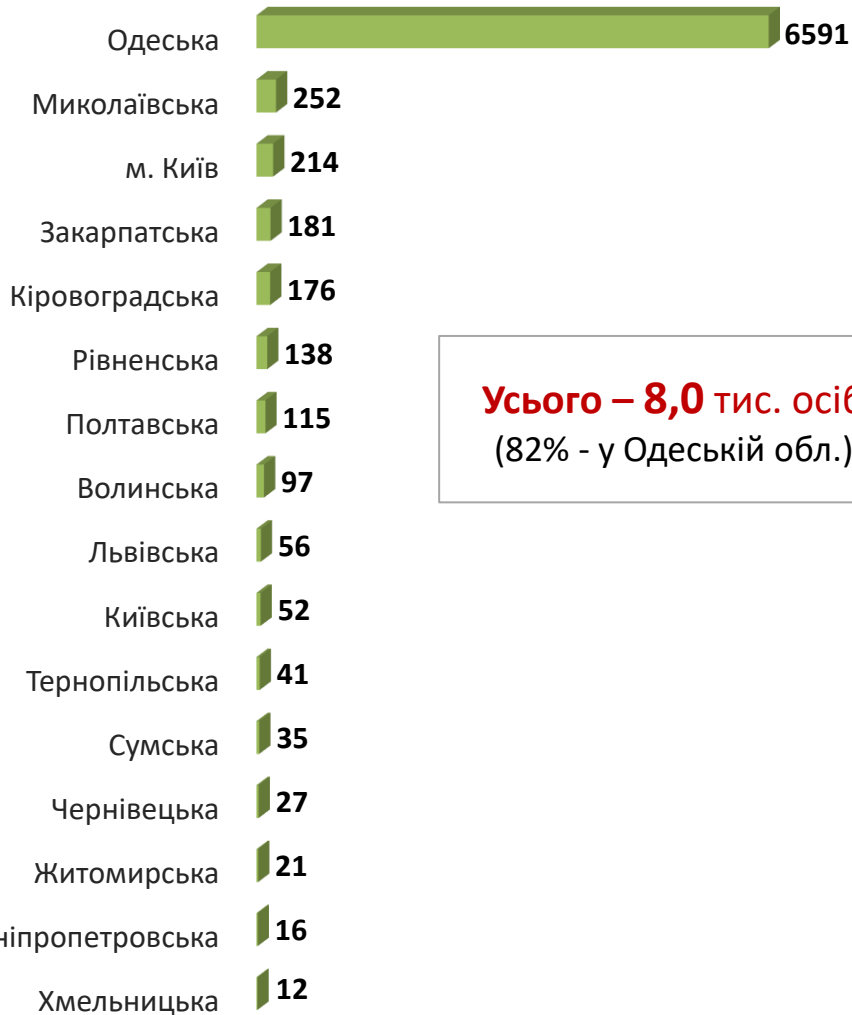 Одеська 6591
Миколаївська 252
м. Київ 214
Закарпатська 181
Кіровоградська 176
Рівненська 138
Полтавська 115
Волинська 97
Львівська 56
Київська 52
Тернопільська 41
Сумська 35
Чернівецька 27
Житомирська 21
ніпропетровська 16
Хмельницька 12
Усього – 8,0 тис. осіб
(82% - у Одеській обл.)